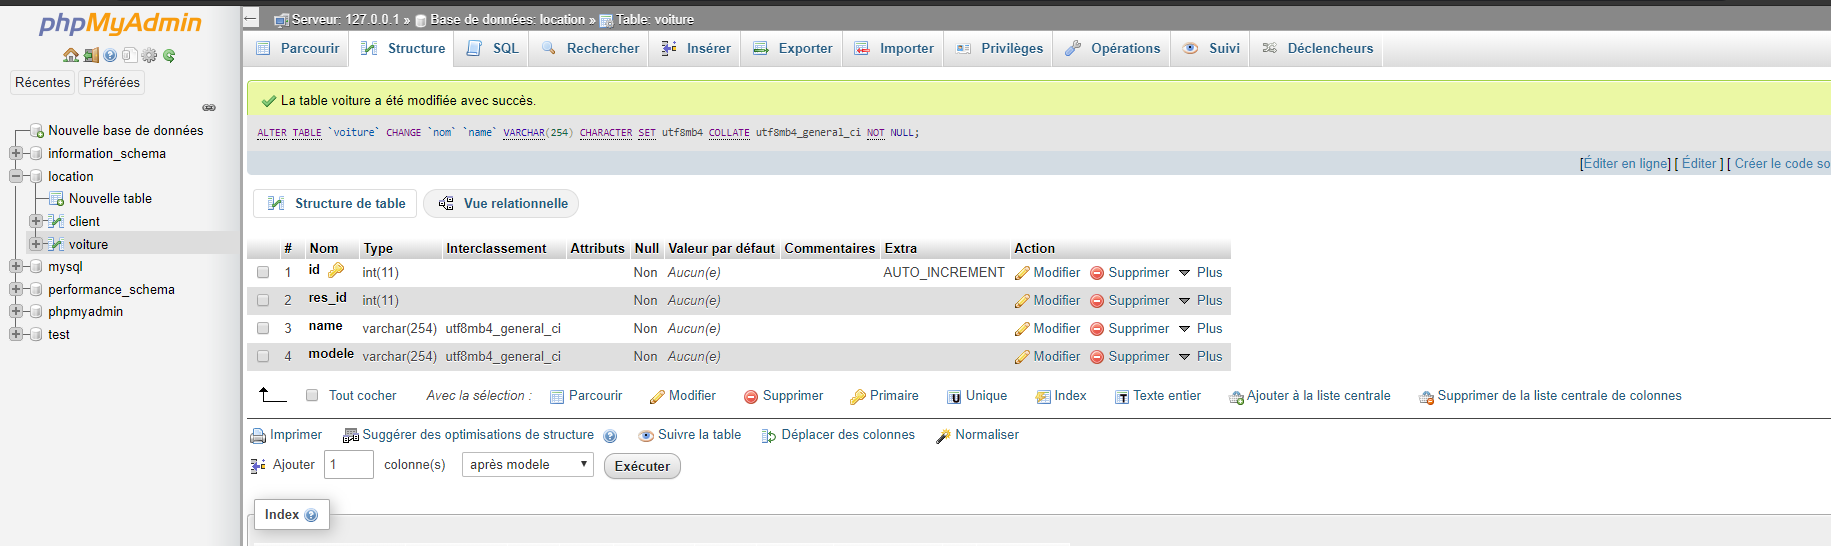 phpMyAdmin
Récentes Préférées
Nouvelle base de données
information_schema
location
Nouvelle table
client
voiture
mysql
performance_schema
phpmyadmin
test
Serveur: 127.0.0.1 » Base de données: location » Table: voiture
Parcourir Structure SQL Rechercher Insérer Exporter Importer Privilèges Opérations Suivi Déclencheurs
La table voiture a été modifiée avec succès.
ALTER TABLE `voiture` CHANGE `nom` `name` VARCHAR(254) CHARACTER SET utf8mb4 COLLATE utf8mb4_general_ci NOT NULL;
[Éditer en ligne] [ Éditer ] [ Créer le code so
Structure de table Vue relationnelle
# Nom Type Interclassement Attributs Null Valeur par défaut Commentaires Extra Action
1 id int(11) Non Aucun(e) AUTO_INCREMENT Modifier Supprimer Plus
2 res_id int(11) Non Aucun(e) Modifier Supprimer Plus
3 name varchar(254) utf8mb4_general_ci Non Aucun(e) Modifier Supprimer Plus
4 modele varchar(254) utf8mb4_general_ci Non Aucun(e) Modifier Supprimer Plus
Tout cocher Avec la sélection : Parcourir Modifier Supprimer Primaire Unique Index Texte entier Ajouter à la liste centrale Supprimer de la liste centrale de colonnes
Imprimer Suggérer des optimisations de structure Suivre la table Déplacer des colonnes Normaliser
Ajouter 1 colonne(s) après modele Exécuter
Index